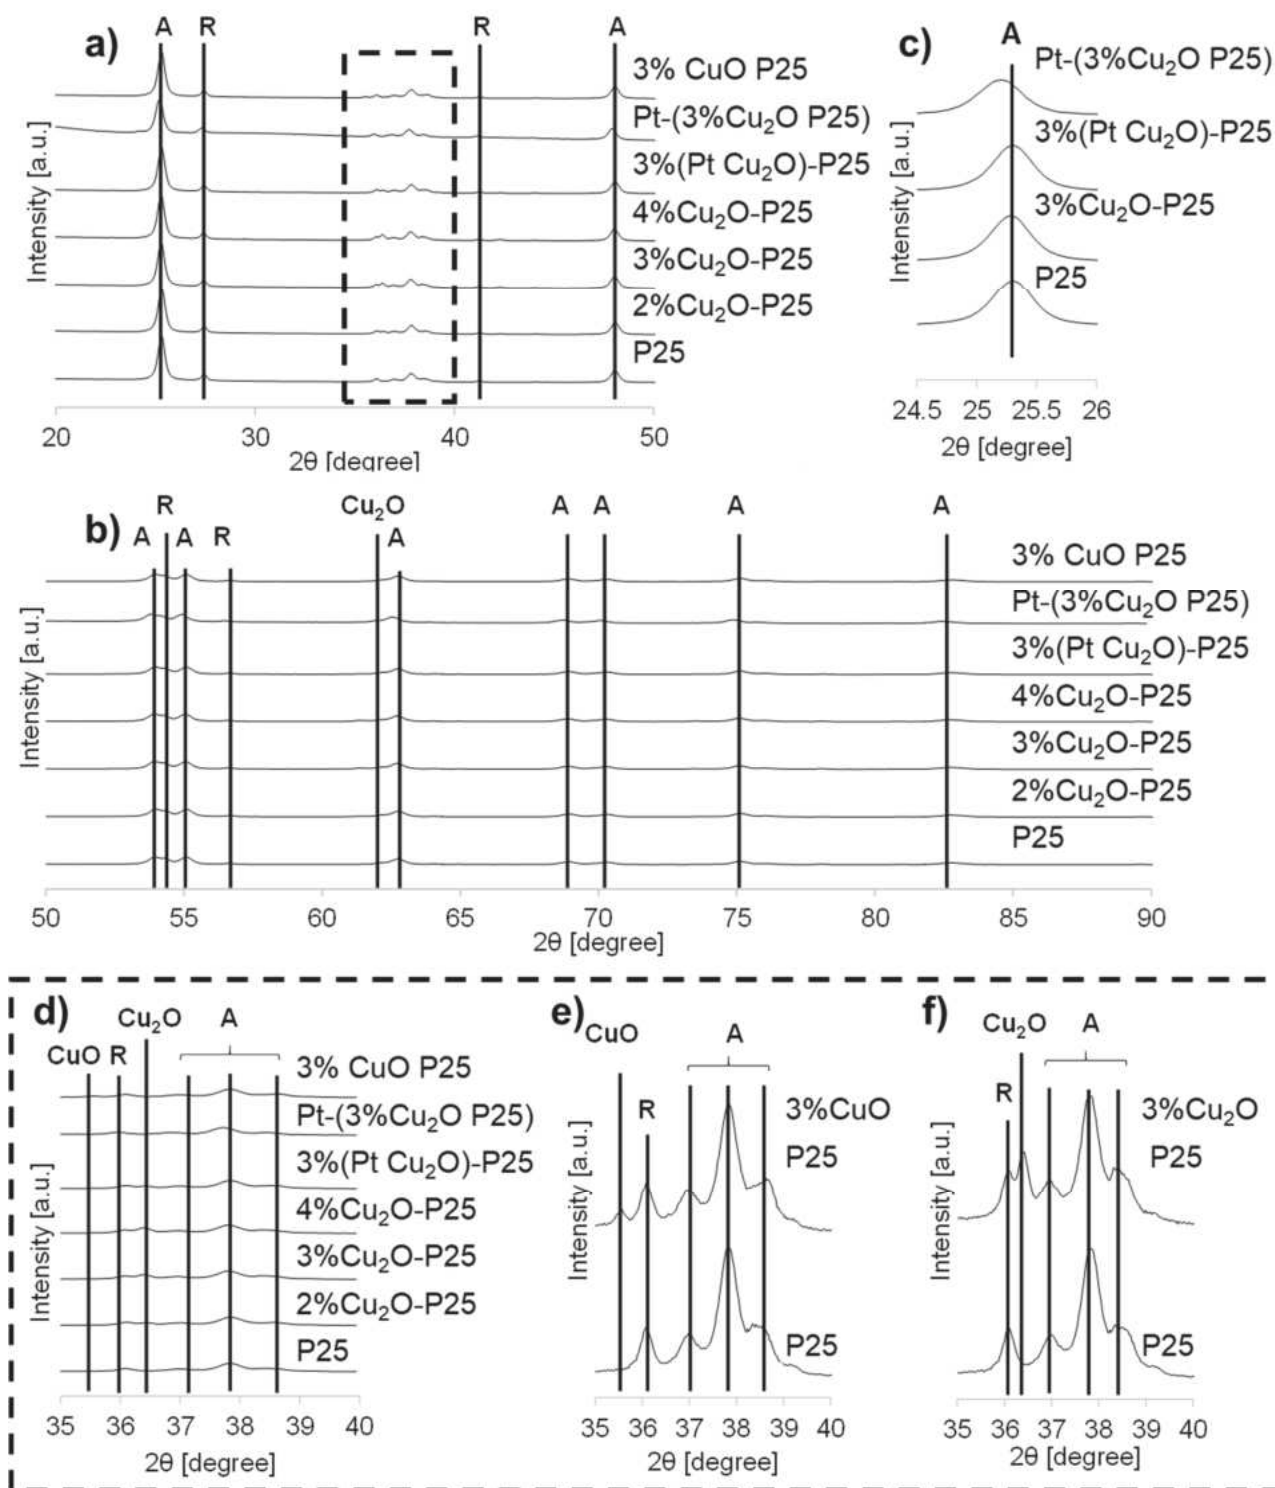 a)
A R R A
3% CuO P25
Pt-(3%Cu₂O P25)
3%(Pt Cu₂O)-P25
4%Cu₂O-P25
3%Cu₂O-P25
2%Cu₂O-P25
P25
Intensity [a.u.]
20 30 40 50
2θ [degree]
c)
A
Pt-(3%Cu₂O P25)
3%(Pt Cu₂O)-P25
3%Cu₂O-P25
P25
Intensity [a.u.]
24.5 25 25.5 26
2θ [degree]
b)
R Cu₂O A A A A
A A R A
3% CuO P25
Pt-(3%Cu₂O P25)
3%(Pt Cu₂O)-P25
4%Cu₂O-P25
3%Cu₂O-P25
2%Cu₂O-P25
P25
Intensity [a.u.]
50 55 60 65 70 75 80 85 90
2θ [degree]
d)
Cu₂O A
CuO R
3% CuO P25
Pt-(3%Cu₂O P25)
3%(Pt Cu₂O)-P25
4%Cu₂O-P25
3%Cu₂O-P25
2%Cu₂O-P25
P25
Intensity [a.u.]
35 36 37 38 39 40
2θ [degree]
e)
CuO A
R
3%CuO
P25
P25
Intensity [a.u.]
35 36 37 38 39 40
2θ [degree]
f)
Cu₂O A
R
3%Cu₂O
P25
P25
Intensity [a.u.]
35 36 37 38 39 40
2θ [degree]